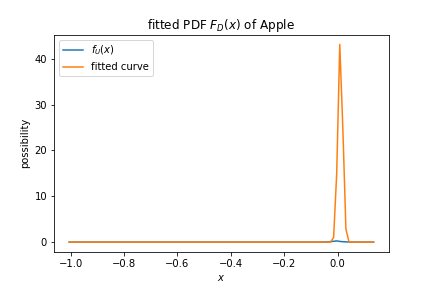 fitted PDF $F_D(x)$ of Apple
$f_U(x)$
fitted curve
possibility
40
30
20
10
0
−1.0 −0.8 −0.6 −0.4 −0.2 0.0
x